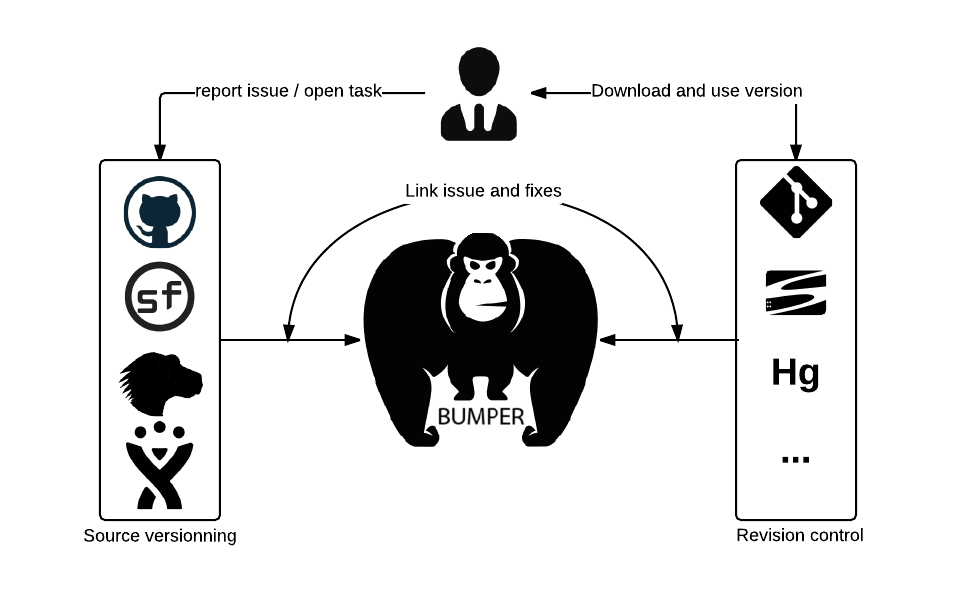 report issue / open task
Download and use version
Link issue and fixes
sf
Hg
...
BUMPER
Source versionning
Revision control